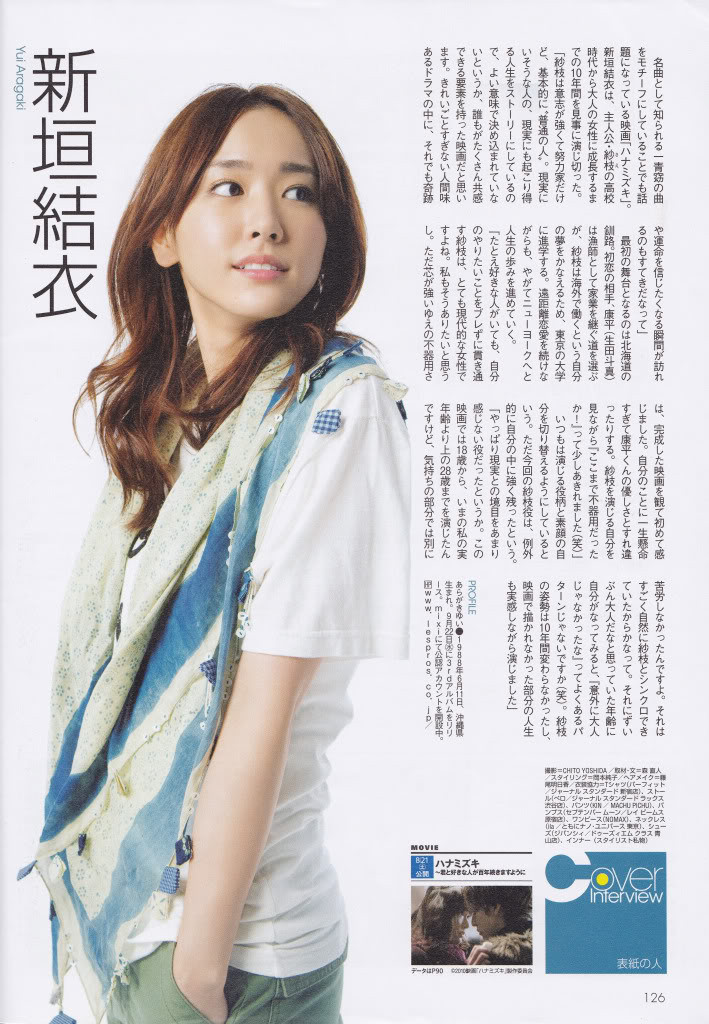 新垣結衣
Yui Aragaki
名曲として知られる一青窈の曲
をモチーフにしていることでも話
題になっている映画『ハナミズキ』。
新垣結衣は、主人公・紗枝の高校
時代から大人の女性に成長するま
での10年間を見事に演じ切った。
「紗枝は意志が強くて努力家だけ
ど、基本的に“普通の人”。現実に
いそうな人の、現実にも起こり得
る人生をストーリーにしているの
で、よい意味で決め込まれていな
いというか、誰もがたくさん共感
できる要素を持った映画だと思い
ます。きれいごとすぎない人間味
あるドラマの中に、それでも奇跡
や運命を信じたくなる瞬間が訪れ
るのもすてきだなって」
最初の舞台となるのは北海道の
釧路。初恋の相手、康平(生田斗真)
は漁師として家業を継ぐ道を選ぶ
が、紗枝は海外で働くという自分
の夢をかなえるため、東京の大学
に進学する。遠距離恋愛を続けな
がらも、やがてニューヨークへと
人生の歩みを進めていく。
「たとえ好きな人がいても、自分
のやりたいことをブレずに貫き通
す紗枝は、とても現代的な女性で
すよね。私もそうありたいと思う
し。ただ芯が強いゆえの不器用さ
は、完成した映画を観て初めて感
じました。自分のことに一生懸命
すぎて康平くんの優しさとすれ違
ったりする。紗枝を演じる自分を
見ながら『ここまで不器用だった
か!』って少しあきれました(笑)」
いつもは演じる役柄と素顔の自
分を切り替えるようにしていると
いう。ただ今回の紗枝役は、例外
的に自分の中に強く残ったという。
「やっぱり現実との境目をあまり
感じない役だったというか。この
映画では18歳から、いまの私の実
年齢より上の28歳までを演じたん
ですけど、気持ちの部分では別に
苦労しなかったんですよ。それは
すごく自然に紗枝とシンクロでき
ていたからかなって。それにずい
ぶん大人だなと思っていた年齢に
自分がなってみると、『意外に大人
じゃなかったな』ってよくあるパ
ターンじゃないですか(笑)。紗枝
の姿勢は10年間変わらなかったし、
映画で描かれなかった部分の人生
も実感しながら演じました」
PROFILE
あらがきゆい●1988年6月11日、沖縄県
生まれ。9月22日㊌に3rdアルバムをリリ
ース。mixiにて公認アカウントを開設中。
HP www.lespros.co.jp/
撮影=CHITO YOSHIDA/取材・文=森 直人
/スタイリング=岡本純子/ヘアメイク=藤
尾明日香/衣装協力=Tシャツ(パーフィット
/ジャーナル スタンダード 新宿店)、ストー
ル(ベロ/ジャーナル スタンダード ラックス
渋谷店)、パンツ(KIN/MACHU PICHU)、パ
ンプス(セプテンバー ムーン/レイ ビームス
原宿店)、ワンピース(NOMAX)、ネックレス
(ila/ともにナノ・ユニバース 東京)、シュー
ズ(ジバンシィ/ドゥーズィエム クラス 青
山店)、インナー(スタイリスト私物)
MOVIE
8/21
㊏
公開
ハナミズキ
~君と好きな人が百年続きますように
データはP90
©2010映画「ハナミズキ」製作委員会
Cover
Interview
表紙の人
126